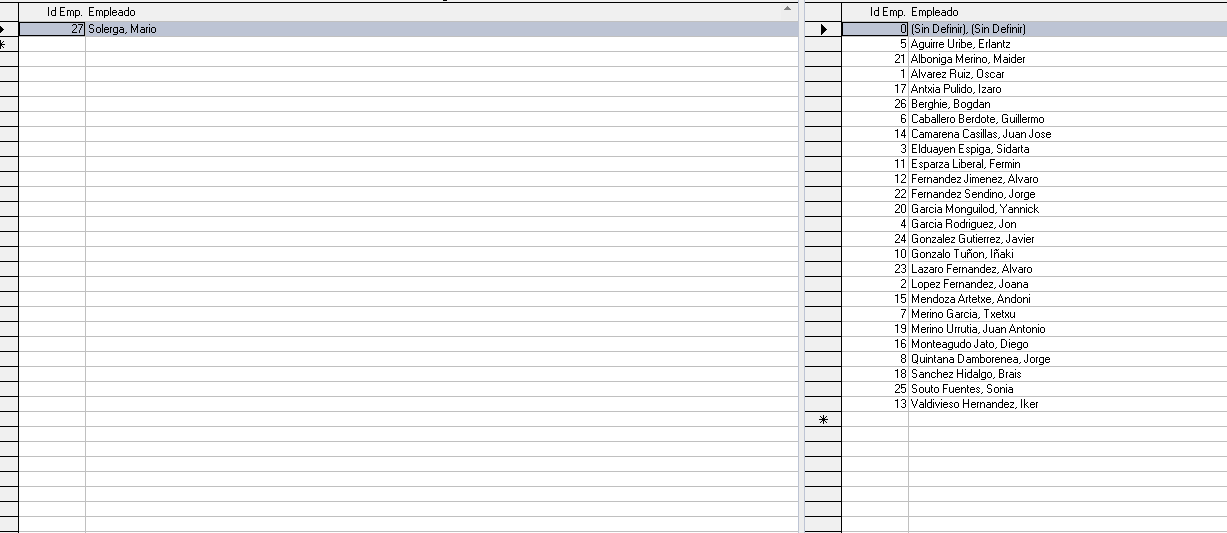 Id Emp. Empleado
27 Solerga, Mario
Id Emp. Empleado
0 (Sin Definir), (Sin Definir)
5 Aguirre Uribe, Erlantz
21 Alboniga Merino, Maider
1 Alvarez Ruiz, Oscar
17 Antxia Pulido, Izaro
26 Berghie, Bogdan
6 Caballero Berdote, Guillermo
14 Camarena Casillas, Juan Jose
3 Elduayen Espiga, Sidarta
11 Esparza Liberal, Fermin
12 Fernandez Jimenez, Alvaro
22 Fernandez Sendino, Jorge
20 Garcia Monguilod, Yannick
4 Garcia Rodriguez, Jon
24 Gonzalez Gutierrez, Javier
10 Gonzalo Tuñon, Iñaki
23 Lazaro Fernandez, Alvaro
2 Lopez Fernandez, Joana
15 Mendoza Artetxe, Andoni
7 Merino Garcia, Txetxu
19 Merino Urrutia, Juan Antonio
16 Monteagudo Jato, Diego
8 Quintana Damborenea, Jorge
18 Sanchez Hidalgo, Brais
25 Souto Fuentes, Sonia
13 Valdivieso Hernandez, Iker